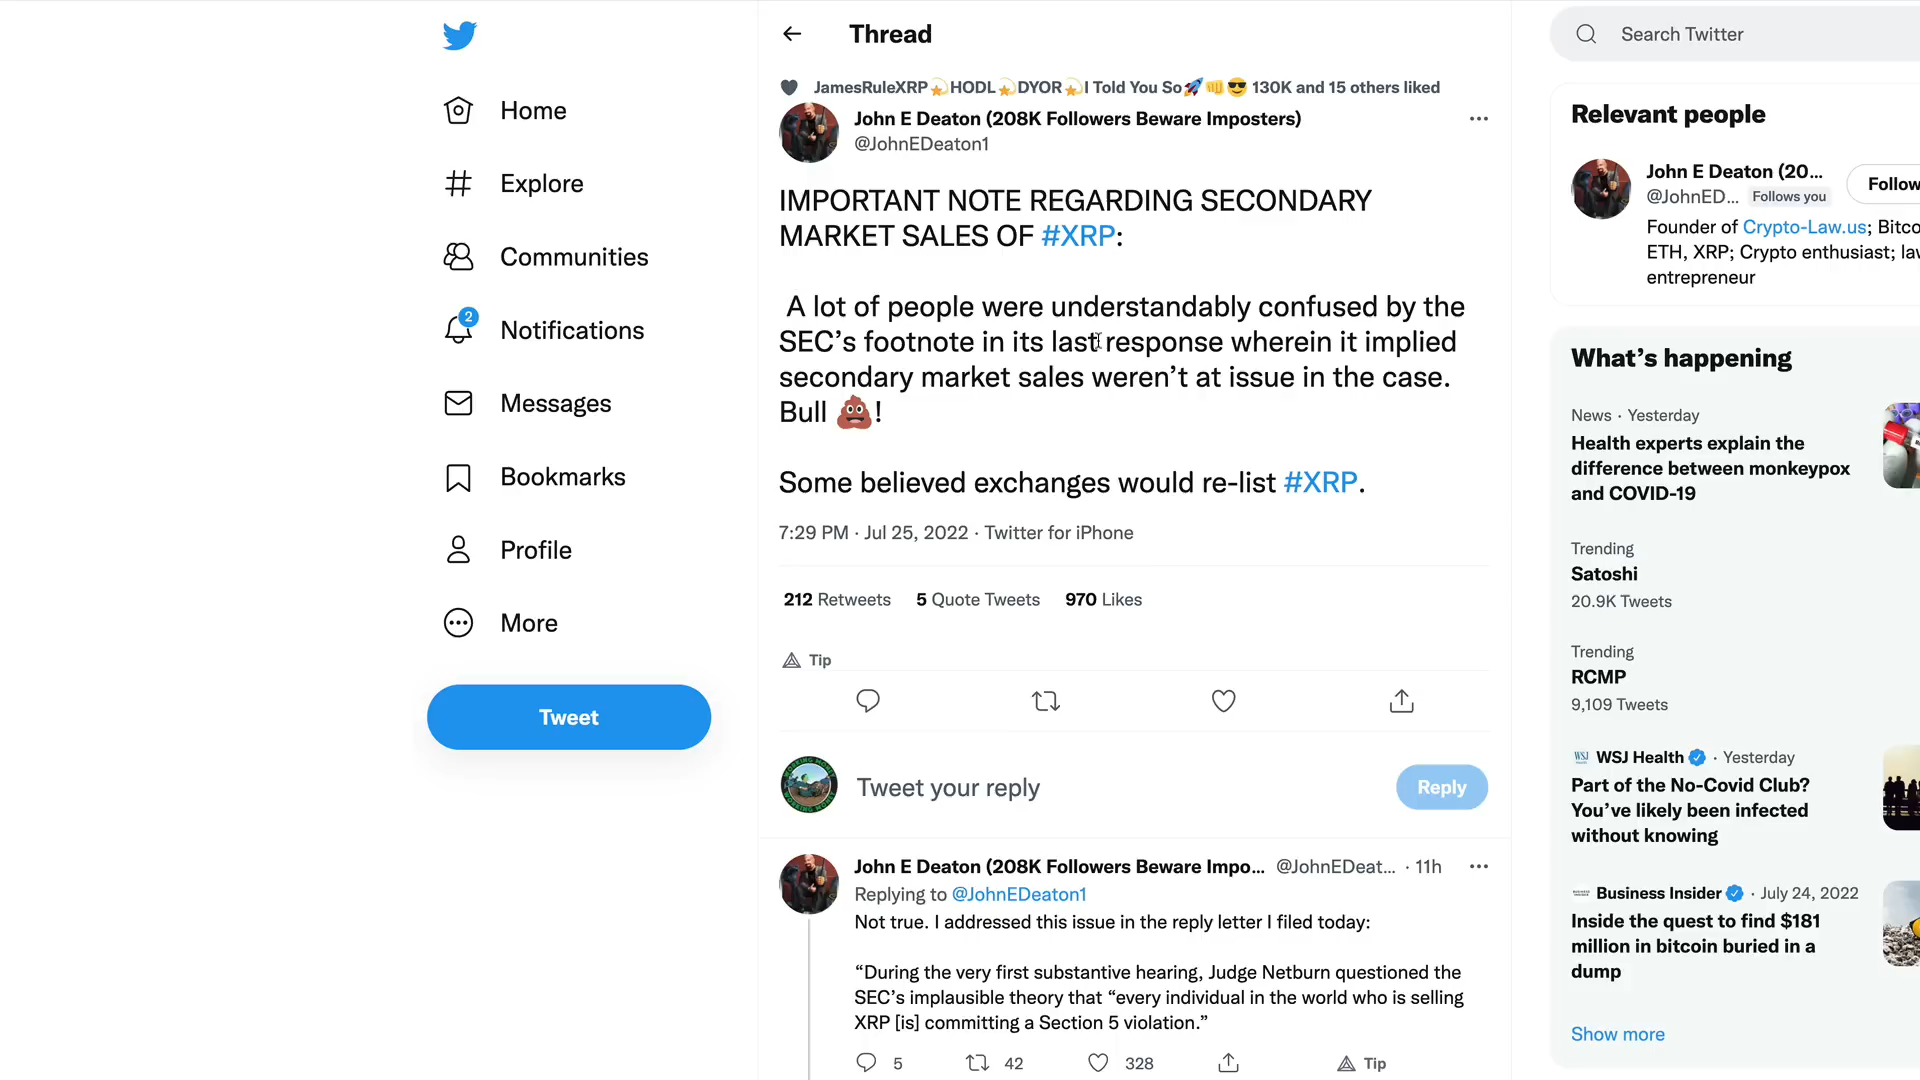 Home
Explore
Communities
2
Notifications
Messages
Bookmarks
Profile
More
Tweet
Thread
JamesRuleXRP💫HODL💫DYOR💫I Told You So🚀👊😎 130K and 15 others liked
John E Deaton (208K Followers Beware Imposters)
@JohnEDeaton1
IMPORTANT NOTE REGARDING SECONDARY
MARKET SALES OF #XRP:
A lot of people were understandably confused by the
SEC’s footnote in its last response wherein it implied
secondary market sales weren’t at issue in the case.
Bull 💩!
Some believed exchanges would re-list #XRP.
7:29 PM · Jul 25, 2022 · Twitter for iPhone
212 Retweets 5 Quote Tweets 970 Likes
Tip
Tweet your reply
Reply
John E Deaton (208K Followers Beware Impo... @JohnEDeat... · 11h
Replying to @JohnEDeaton1
Not true. I addressed this issue in the reply letter I filed today:
“During the very first substantive hearing, Judge Netburn questioned the
SEC’s implausible theory that “every individual in the world who is selling
XRP [is] committing a Section 5 violation.”
5 42 328 Tip
Search Twitter
Relevant people
John E Deaton (20...
@JohnED... Follows you
Follow
Founder of Crypto-Law.us; Bitco
ETH, XRP; Crypto enthusiast; law
entrepreneur
What’s happening
News · Yesterday
Health experts explain the
difference between monkeypox
and COVID-19
Trending
Satoshi
20.9K Tweets
Trending
RCMP
9,109 Tweets
WSJ Health · Yesterday
Part of the No-Covid Club?
You’ve likely been infected
without knowing
Business Insider · July 24, 2022
Inside the quest to find $181
million in bitcoin buried in a
dump
Show more